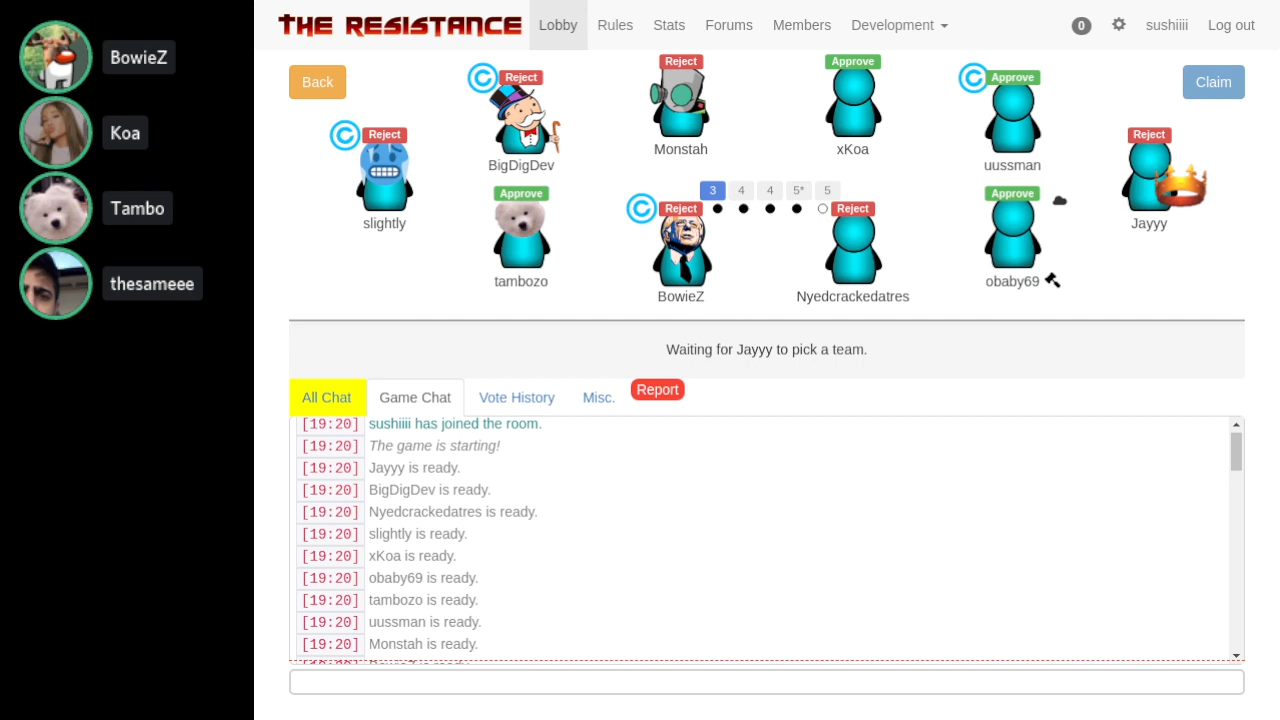 BowieZ
Koa
Tambo
thesameee
THE RESISTANCE
Lobby Rules Stats Forums Members Development 0 sushiiii Log out
Back
Claim
Reject
slightly
Reject
BigDigDev
Reject
Monstah
Approve
xKoa
Approve
uussman
Reject
Jayyy
Approve
tambozo
3 4 4 5* 5
Reject
BowieZ
Reject
Nyedcrackedatres
Approve
obaby69
Waiting for Jayyy to pick a team.
All Chat Game Chat Vote History Misc. Report
[19:20] sushiiii has joined the room.
[19:20] The game is starting!
[19:20] Jayyy is ready.
[19:20] BigDigDev is ready.
[19:20] Nyedcrackedatres is ready.
[19:20] slightly is ready.
[19:20] xKoa is ready.
[19:20] obaby69 is ready.
[19:20] tambozo is ready.
[19:20] uussman is ready.
[19:20] Monstah is ready.
[19:20] BowieZ is ready.